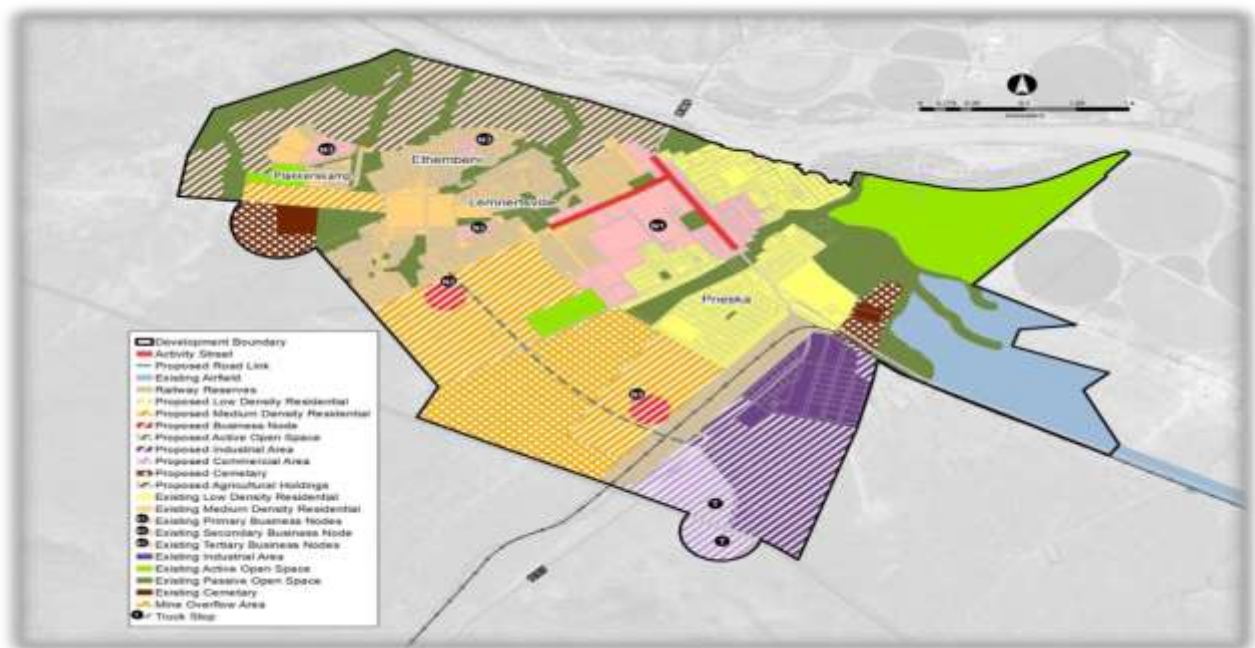 Ethembeni
Plakkerskamp
Lemnertsville
Prieska
Development Boundary
Activity Street
Proposed Road Link
Existing Airfield
Railway Reserves
Proposed Low Density Residential
Proposed Medium Density Residential
Proposed Business Node
Proposed Active Open Space
Proposed Industrial Area
Proposed Commercial Area
Proposed Cemetary
Proposed Agricultural Holdings
Existing Low Density Residential
Existing Medium Density Residential
Existing Primary Business Nodes
Existing Secondary Business Node
Existing Tertiary Business Nodes
Existing Industrial Area
Existing Active Open Space
Existing Passive Open Space
Existing Cemetary
Mine Overflow Area
T
Truck Stop
T
T